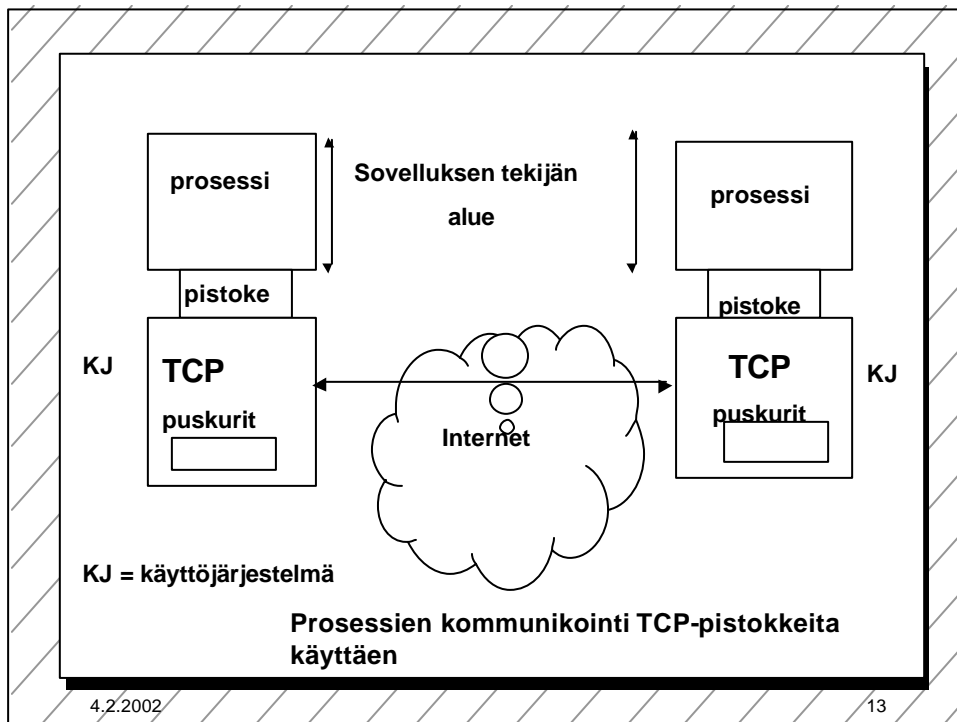 prosessi
Sovelluksen tekijän
alue
prosessi
pistoke
pistoke
KJ
TCP
TCP
KJ
puskurit
puskurit
Internet
KJ = käyttöjärjestelmä
Prosessien kommunikointi TCP-pistokkeita
käyttäen
4.2.2002
13